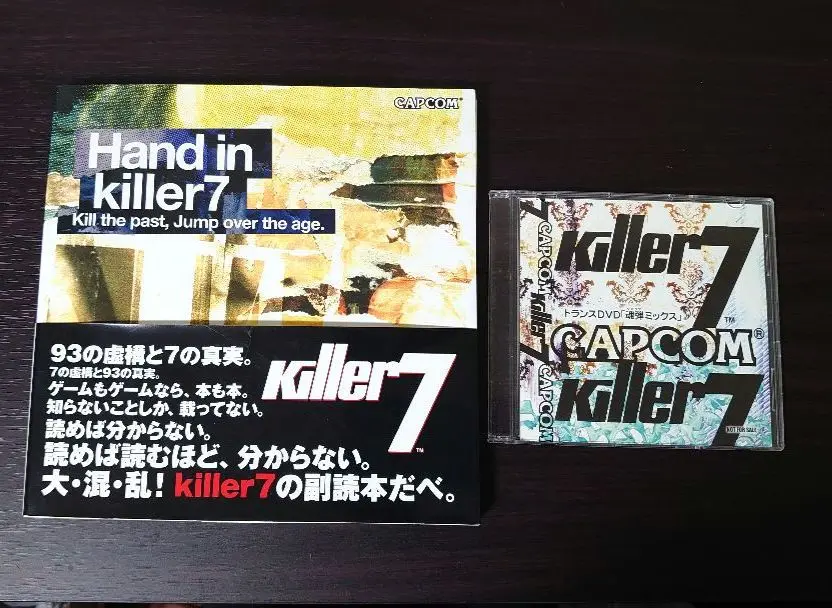 CAPCOM
Hand in
killer7
Kill the past, Jump over the age.
93の虚構と7の真実。
7の虚構と93の真実。
ゲームもゲームなら、本も本。
知らないことしか、載ってない。
読めば分からない。
読めば読むほど、分からない。
大・混・乱! killer7の副読本だべ。
killer7™
killer7™
トランスDVD「魂弾ミックス」
CAPCOM®
killer7
NOT FOR SALE
7
CAPCOM
killer7
CAPCOM